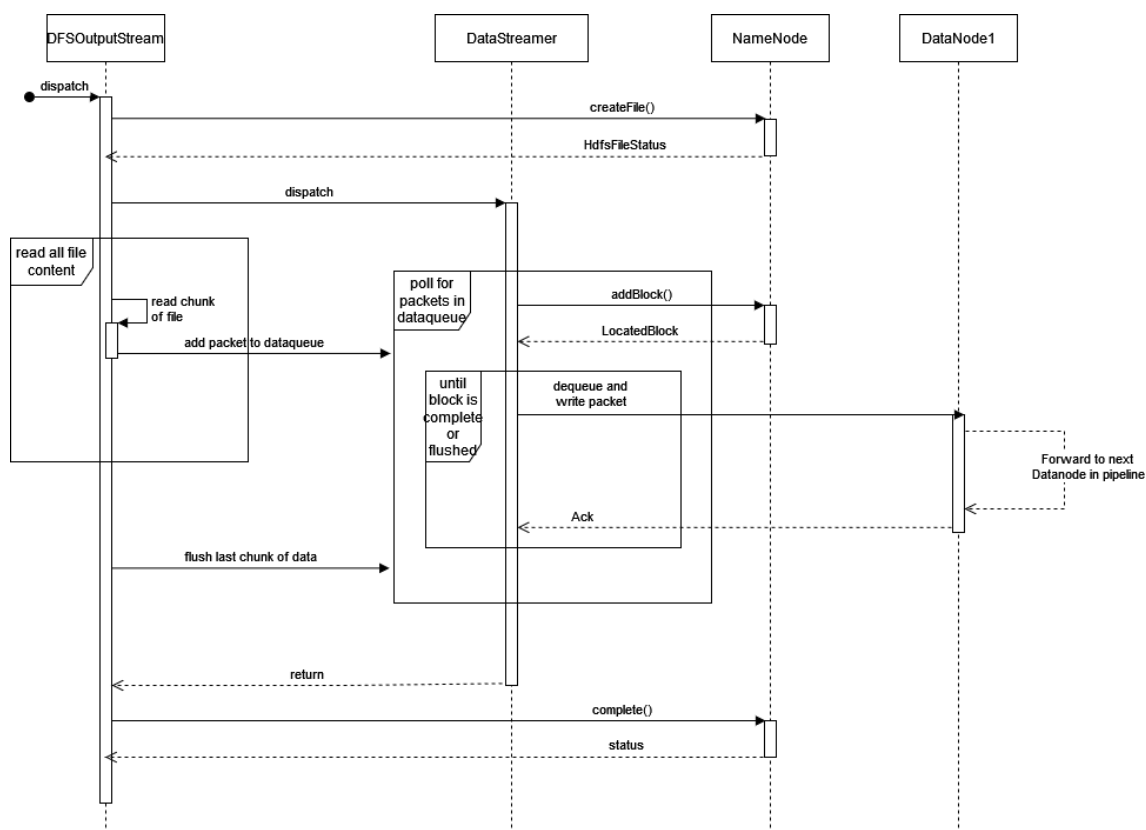 DFSOutputStream
DataStreamer
NameNode
DataNode1
dispatch
createFile()
HdfsFileStatus
dispatch
read all file
content
poll for
packets in
dataqueue
addBlock()
read chunk
of file
LocatedBlock
add packet to dataqueue
until
block is
complete
or
flushed
dequeue and
write packet
Forward to next
Datanode in pipeline
Ack
flush last chunk of data
return
complete()
status